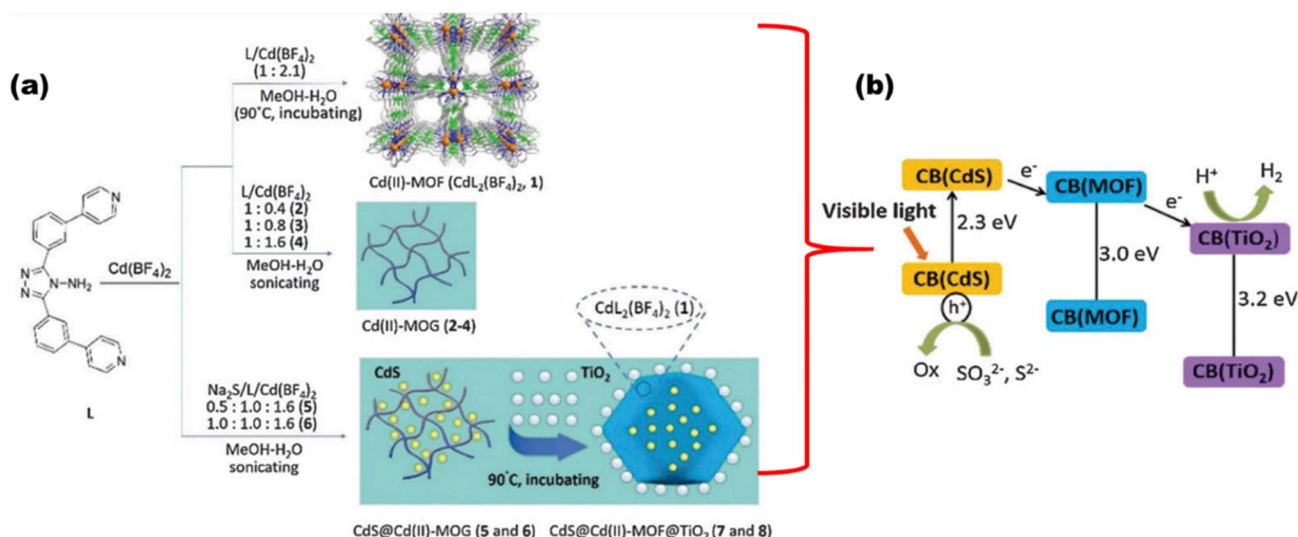 (a)
L/Cd(BF₄)₂
(1 : 2.1)
MeOH-H₂O
(90°C, incubating)
Cd(II)-MOF (CdL₂(BF₄)₂, 1)
L/Cd(BF₄)₂
1 : 0.4 (2)
1 : 0.8 (3)
1 : 1.6 (4)
MeOH-H₂O
sonicating
Cd(II)-MOG (2-4)
N
N
N
N
N-NH₂
N
L
Cd(BF₄)₂
Na₂S/L/Cd(BF₄)₂
0.5 : 1.0 : 1.6 (5)
1.0 : 1.0 : 1.6 (6)
MeOH-H₂O
sonicating
CdL₂(BF₄)₂ (1)
CdS
TiO₂
90°C, incubating
CdS@Cd(II)-MOG (5 and 6)
CdS@Cd(II)-MOF@TiO₂ (7 and 8)
(b)
CB(CdS)
e⁻
CB(MOF)
e⁻
H⁺
H₂
CB(TiO₂)
Visible light
2.3 eV
3.0 eV
3.2 eV
CB(CdS)
h⁺
CB(MOF)
CB(TiO₂)
Ox
SO₃²⁻, S²⁻